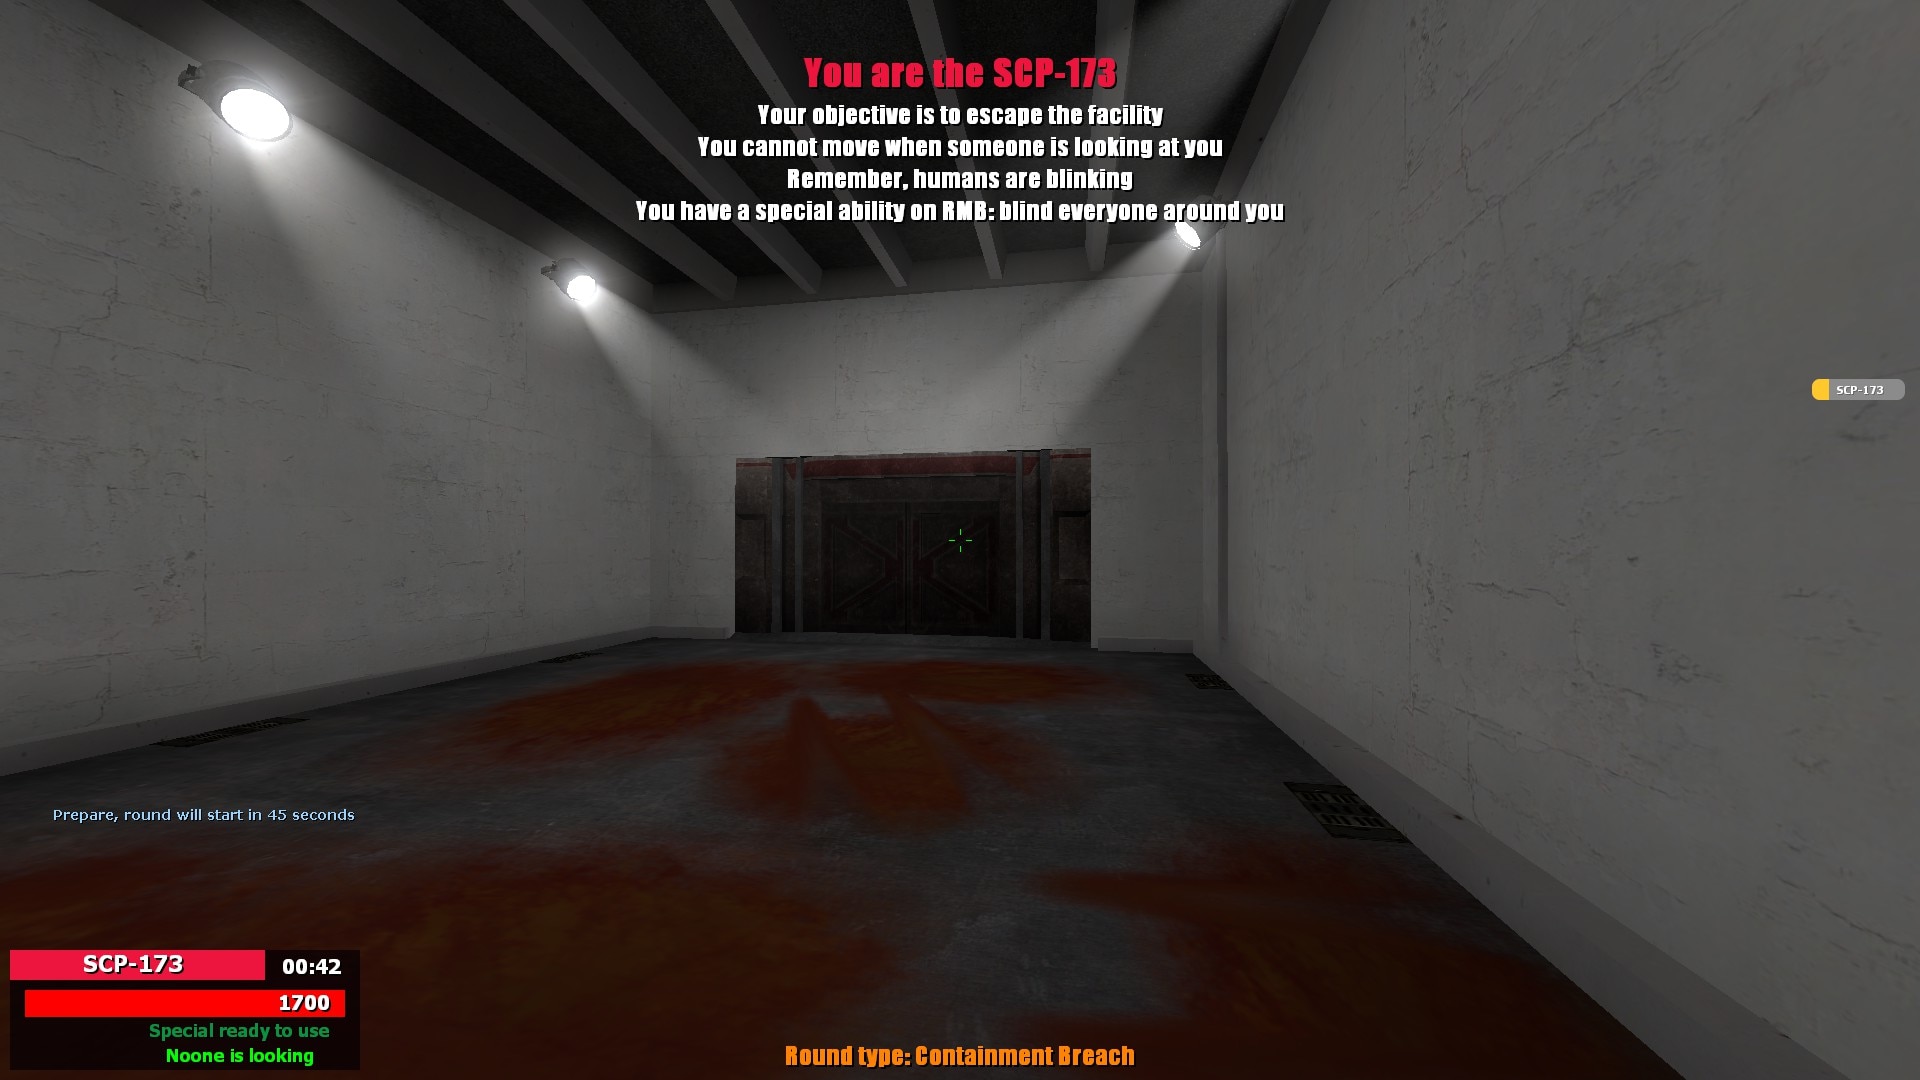 You are the SCP-173
Your objective is to escape the facility
You cannot move when someone is looking at you
Remember, humans are blinking
You have a special ability on RMB: blind everyone around you
SCP-173
Prepare, round will start in 45 seconds
SCP-173 00:42
1700
Special ready to use
Noone is looking
Round type: Containment Breach